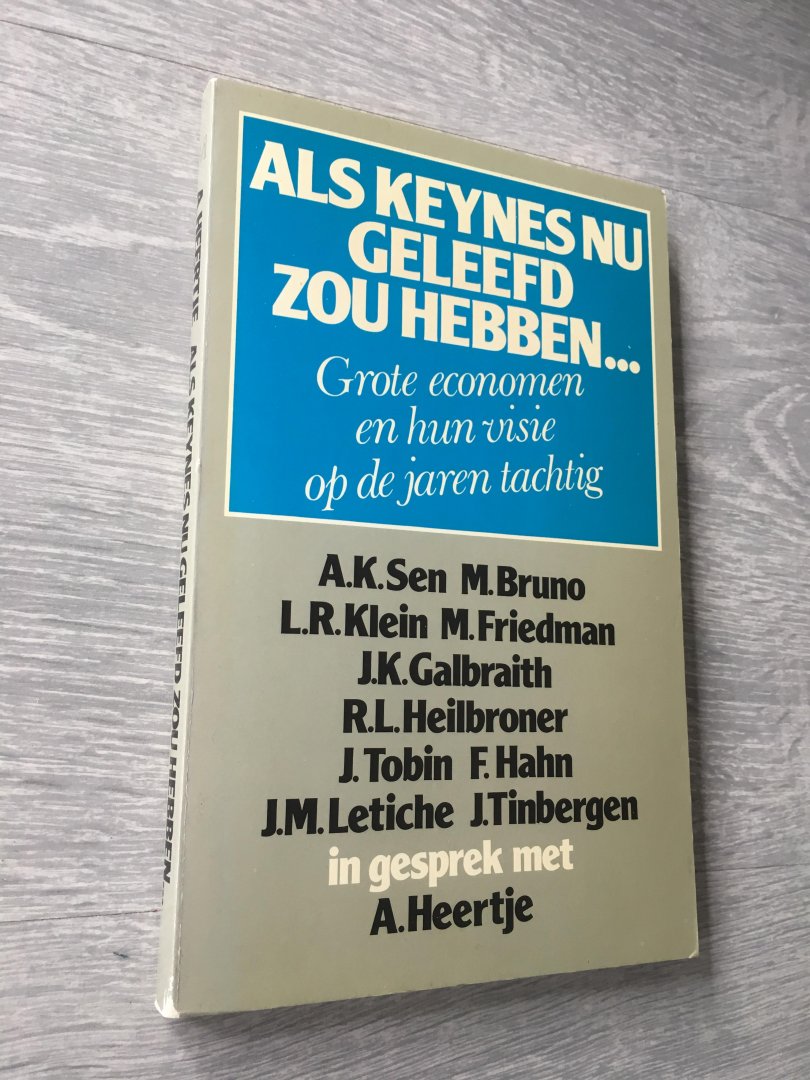 ALS KEYNES NU
GELEEFD
ZOU HEBBEN...
Grote economen
en hun visie
op de jaren tachtig
A.K.Sen M.Bruno
L.R.Klein M.Friedman
J.K.Galbraith
R.L.Heilbroner
J.Tobin F.Hahn
J.M.Letiche J.Tinbergen
in gesprek met
A.Heertje
A. HEERTJE ALS KEYNES NU GELEEFD ZOU HEBBEN...